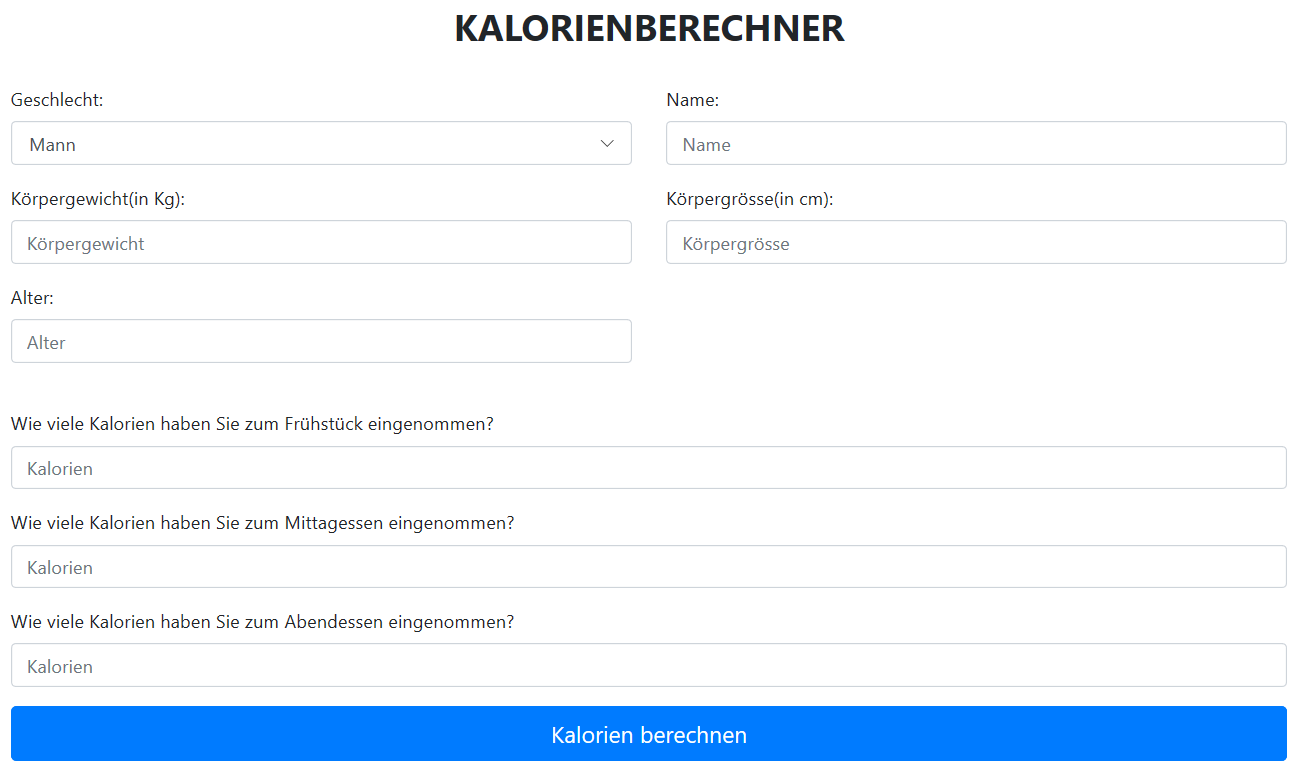 KALORIENBERECHNER
Geschlecht:
Name:
Mann
Name
Körpergewicht(in Kg):
Körpergrösse(in cm):
Körpergewicht
Körpergrösse
Alter:
Alter
Wie viele Kalorien haben Sie zum Frühstück eingenommen?
Kalorien
Wie viele Kalorien haben Sie zum Mittagessen eingenommen?
Kalorien
Wie viele Kalorien haben Sie zum Abendessen eingenommen?
Kalorien
Kalorien berechnen